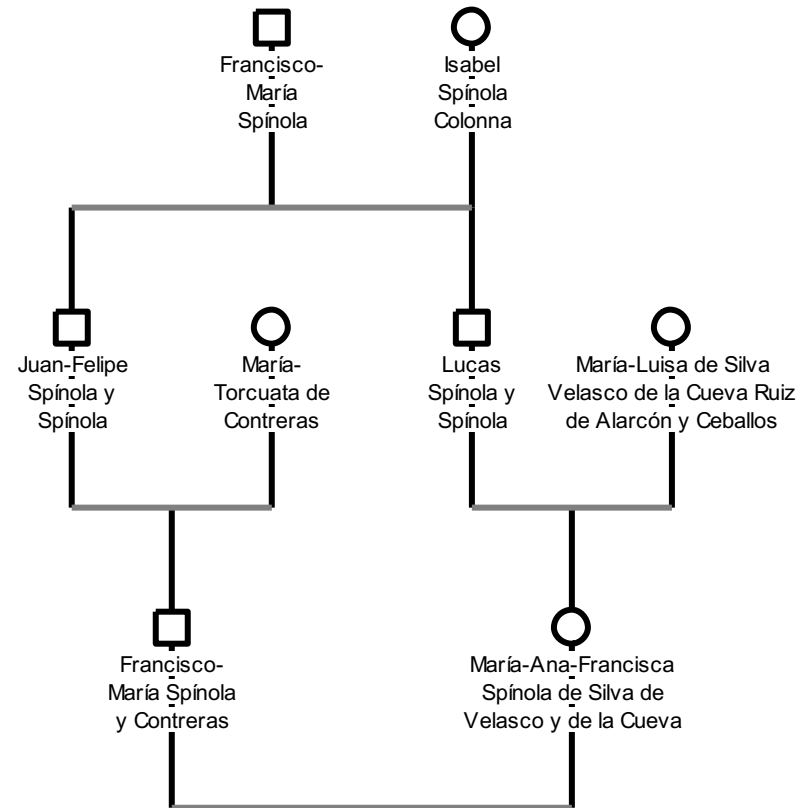 Francisco-
María
Spínola
Isabel
Spínola
Colonna
Juan-Felipe
Spínola y
Spínola
María-
Torcuata de
Contreras
Lucas
Spínola y
Spínola
María-Luisa de Silva
Velasco de la Cueva Ruiz
de Alarcón y Ceballos
Francisco-
María Spínola
y Contreras
María-Ana-Francisca
Spínola de Silva de
Velasco y de la Cueva